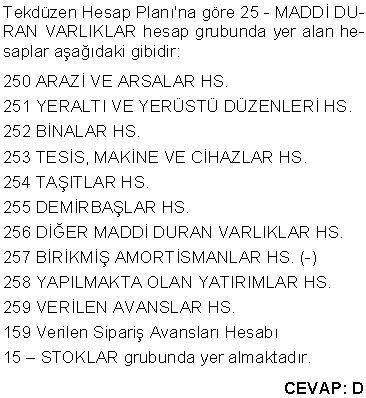 Tekdüzen Hesap Planı'na göre 25 - MADDİ DU-
RAN VARLIKLAR hesap grubunda yer alan he-
saplar aşağıdaki gibidir:
250 ARAZİ VE ARSALAR HS.
251 YERALTI VE YERÜSTÜ DÜZENLERİ HS.
252 BİNALAR HS.
253 TESİS, MAKİNE VE CİHAZLAR HS.
254 TAŞITLAR HS.
255 DEMİRBAŞLAR HS.
256 DİĞER MADDİ DURAN VARLIKLAR HS.
257 BİRİKMİŞ AMORTİSMANLAR HS. (-)
258 YAPILMAKTA OLAN YATIRIMLAR HS.
259 VERİLEN AVANSLAR HS.
159 Verilen Sipariş Avansları Hesabı
15 – STOKLAR grubunda yer almaktadır.
CEVAP: D